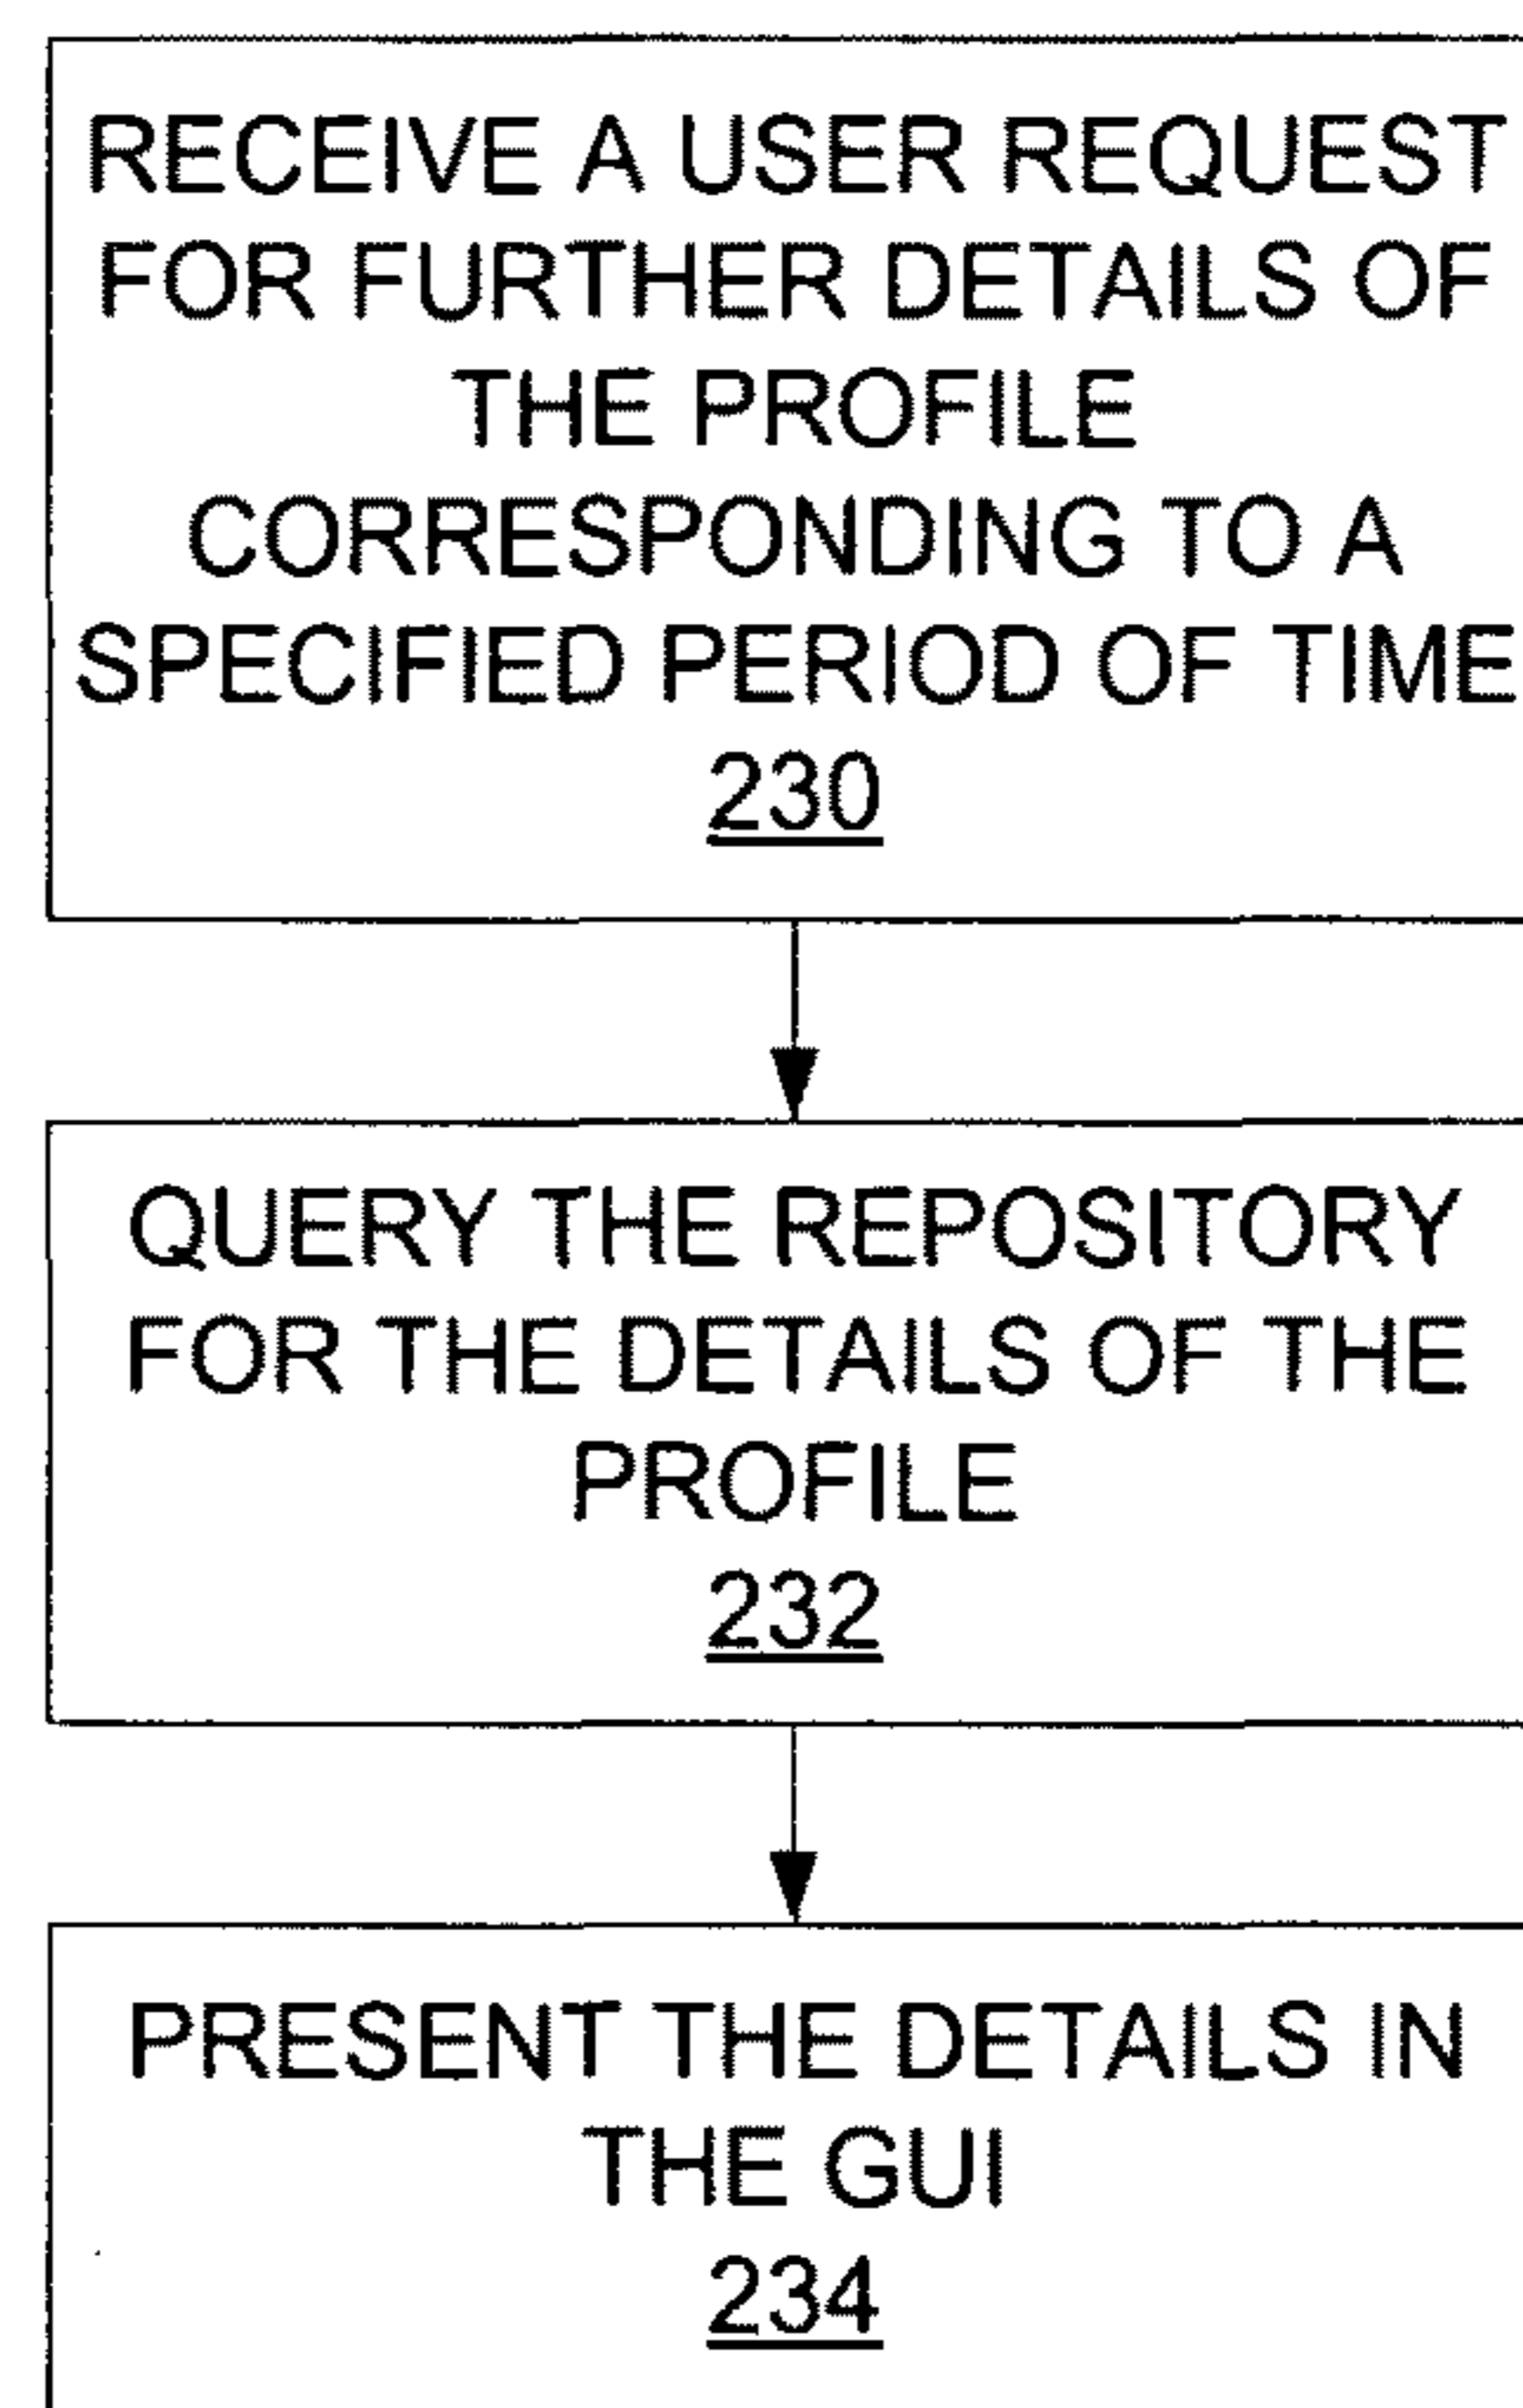 RECEIVE A USER REQUEST
FOR FURTHER DETAILS OF
THE PROFILE
CORRESPONDING TO A
SPECIFIED PERIOD OF TIME
230
QUERY THE REPOSITORY
FOR THE DETAILS OF THE
PROFILE
232
PRESENT THE DETAILS IN
THE GUI
234